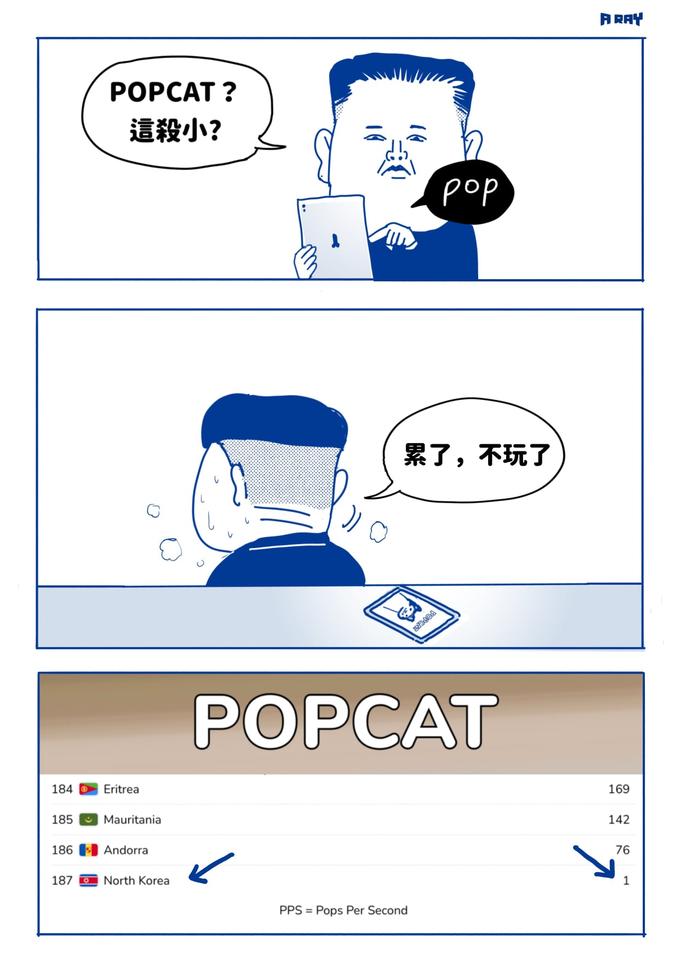 A RAY
POPCAT？
這殺小?
pop
累了，不玩了
POPCAT
184 Eritrea 169
185 Mauritania 142
186 Andorra 76
187 North Korea 1
PPS = Pops Per Second